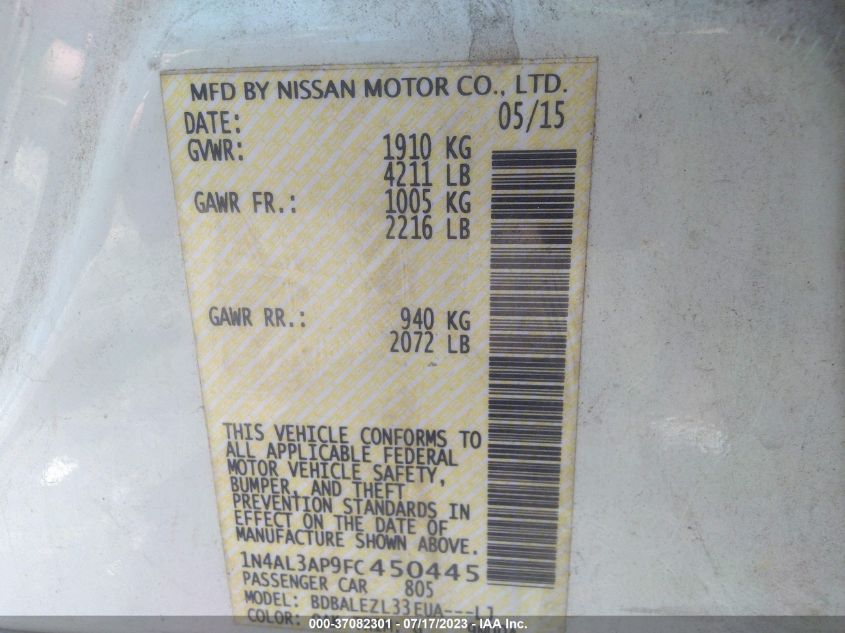 MFD BY NISSAN MOTOR CO., LTD.
DATE: 05/15
GVWR: 1910 KG
4211 LB
GAWR FR.: 1005 KG
2216 LB
GAWR RR.: 940 KG
2072 LB
THIS VEHICLE CONFORMS TO
ALL APPLICABLE FEDERAL
MOTOR VEHICLE SAFETY,
BUMPER, AND THEFT
PREVENTION STANDARDS IN
EFFECT ON THE DATE OF
MANUFACTURE SHOWN ABOVE.
1N4AL3AP9FC450445
PASSENGER CAR 805
MODEL: BDBALEZL33EUA---L1
COLOR:
000-37082301 - 07/17/2023 - IAA Inc.